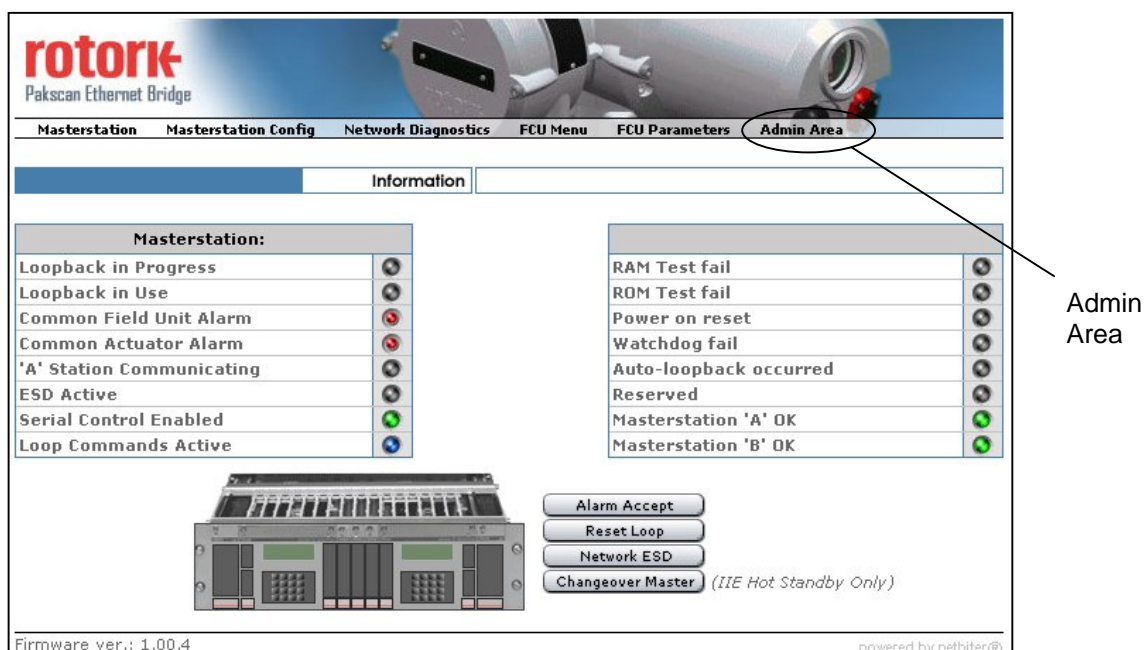 rotork
Pakscan Ethernet Bridge
Masterstation Masterstation Config Network Diagnostics FCU Menu FCU Parameters Admin Area
Information
Masterstation:
Loopback in Progress
Loopback in Use
Common Field Unit Alarm
Common Actuator Alarm
'A' Station Communicating
ESD Active
Serial Control Enabled
Loop Commands Active
RAM Test fail
ROM Test fail
Power on reset
Watchdog fail
Auto-loopback occurred
Reserved
Masterstation 'A' OK
Masterstation 'B' OK
Admin
Area
Alarm Accept
Reset Loop
Network ESD
Changeover Master (IIE Hot Standby Only)
Firmware ver.: 1.00.4
powered by netbiter®